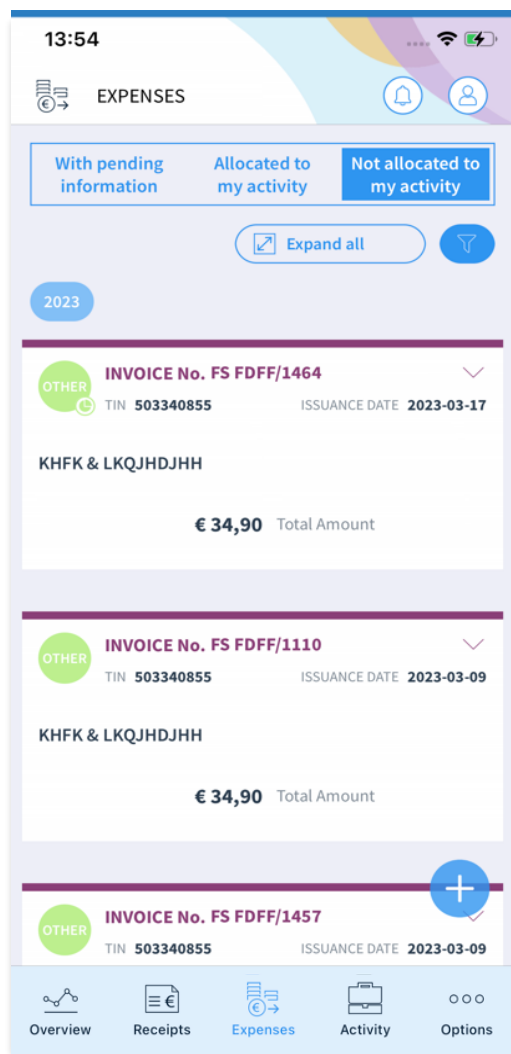 13:54
EXPENSES
With pending information
Allocated to my activity
Not allocated to my activity
Expand all
2023
OTHER
INVOICE No. FS FDFF/1464
TIN 503340855 ISSUANCE DATE 2023-03-17
KHFK & LKQJHDJHH
€ 34,90 Total Amount
OTHER
INVOICE No. FS FDFF/1110
TIN 503340855 ISSUANCE DATE 2023-03-09
KHFK & LKQJHDJHH
€ 34,90 Total Amount
OTHER
INVOICE No. FS FDFF/1457
TIN 503340855 ISSUANCE DATE 2023-03-09
Overview Receipts Expenses Activity Options